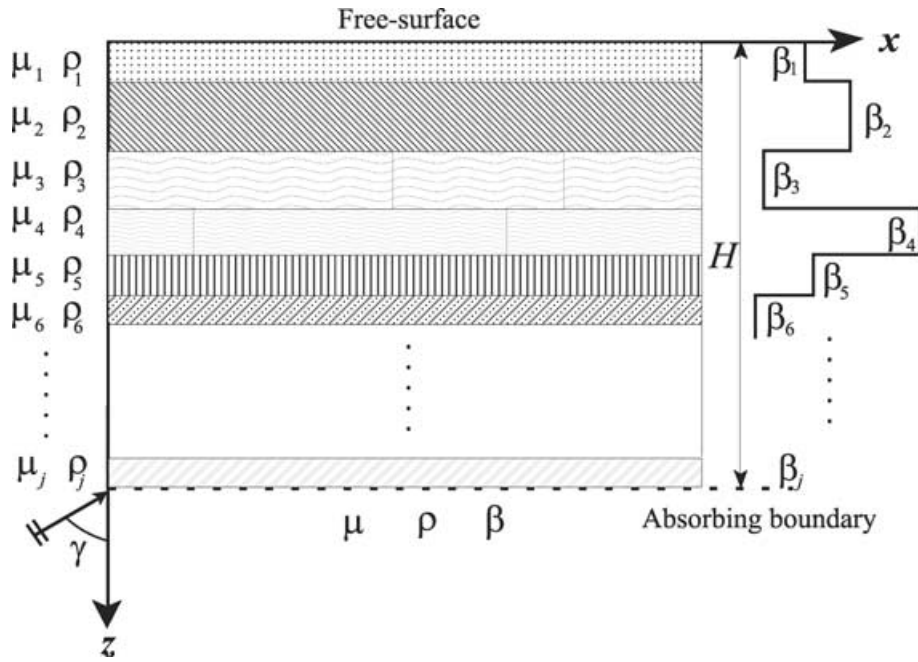 Free-surface
x
μ₁ ρ₁ β₁
μ₂ ρ₂ β₂
μ₃ ρ₃ β₃
μ₄ ρ₄ β₄
H
μ₅ ρ₅ β₅
μ₆ ρ₆ β₆
μⱼ ρⱼ βⱼ
μ ρ β
Absorbing boundary
γ
z